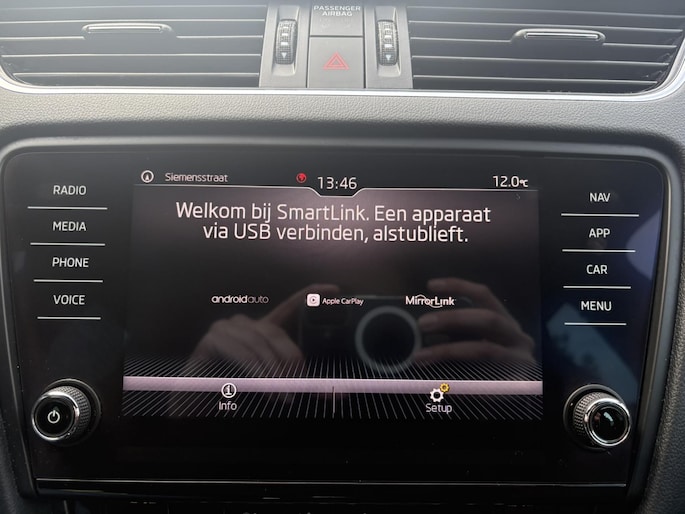 PASSENGER
AIRBAG
Siemensstraat
13:46
12.0°C
RADIO
MEDIA
PHONE
VOICE
Welkom bij SmartLink. Een apparaat
via USB verbinden, alstublieft.
androidauto
Apple CarPlay
MirrorLink
Info
Setup
NAV
APP
CAR
MENU